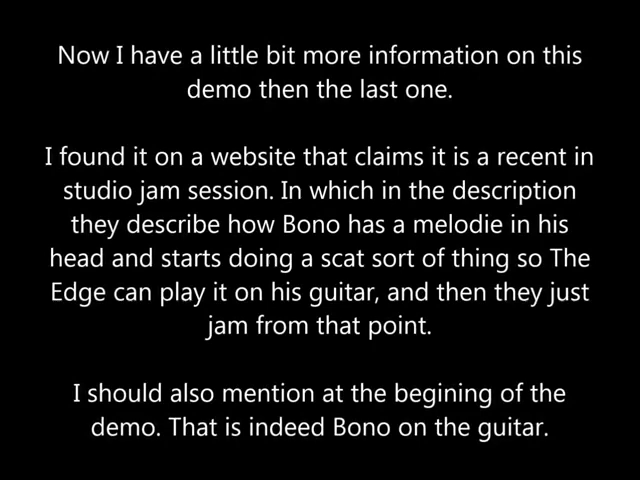 Now I have a little bit more information on this
demo then the last one.
I found it on a website that claims it is a recent in
studio jam session. In which in the description
they describe how Bono has a melodie in his
head and starts doing a scat sort of thing so The
Edge can play it on his guitar, and then they just
jam from that point.
I should also mention at the begining of the
demo. That is indeed Bono on the guitar.